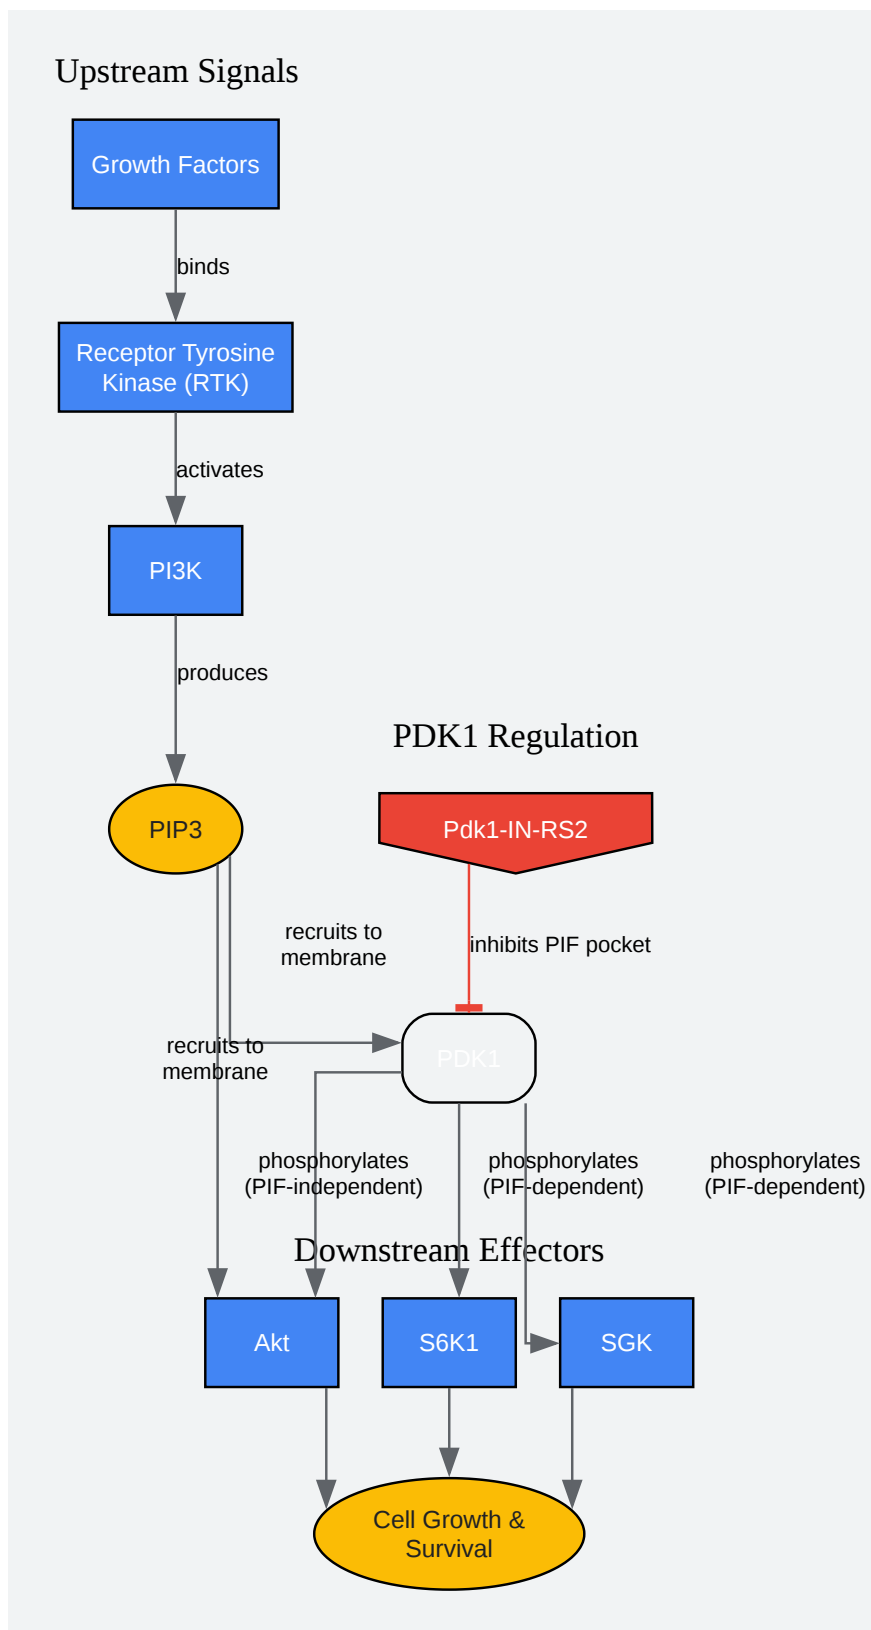 Upstream Signals
Growth Factors
binds
Receptor Tyrosine
Kinase (RTK)
activates
PI3K
produces
PDK1 Regulation
PIP3
Pdk1-IN-RS2
recruits to
membrane
inhibits PIF pocket
recruits to
membrane
PDK1
phosphorylates
(PIF-independent)
phosphorylates
(PIF-dependent)
phosphorylates
(PIF-dependent)
Downstream Effectors
Akt
S6K1
SGK
Cell Growth &
Survival